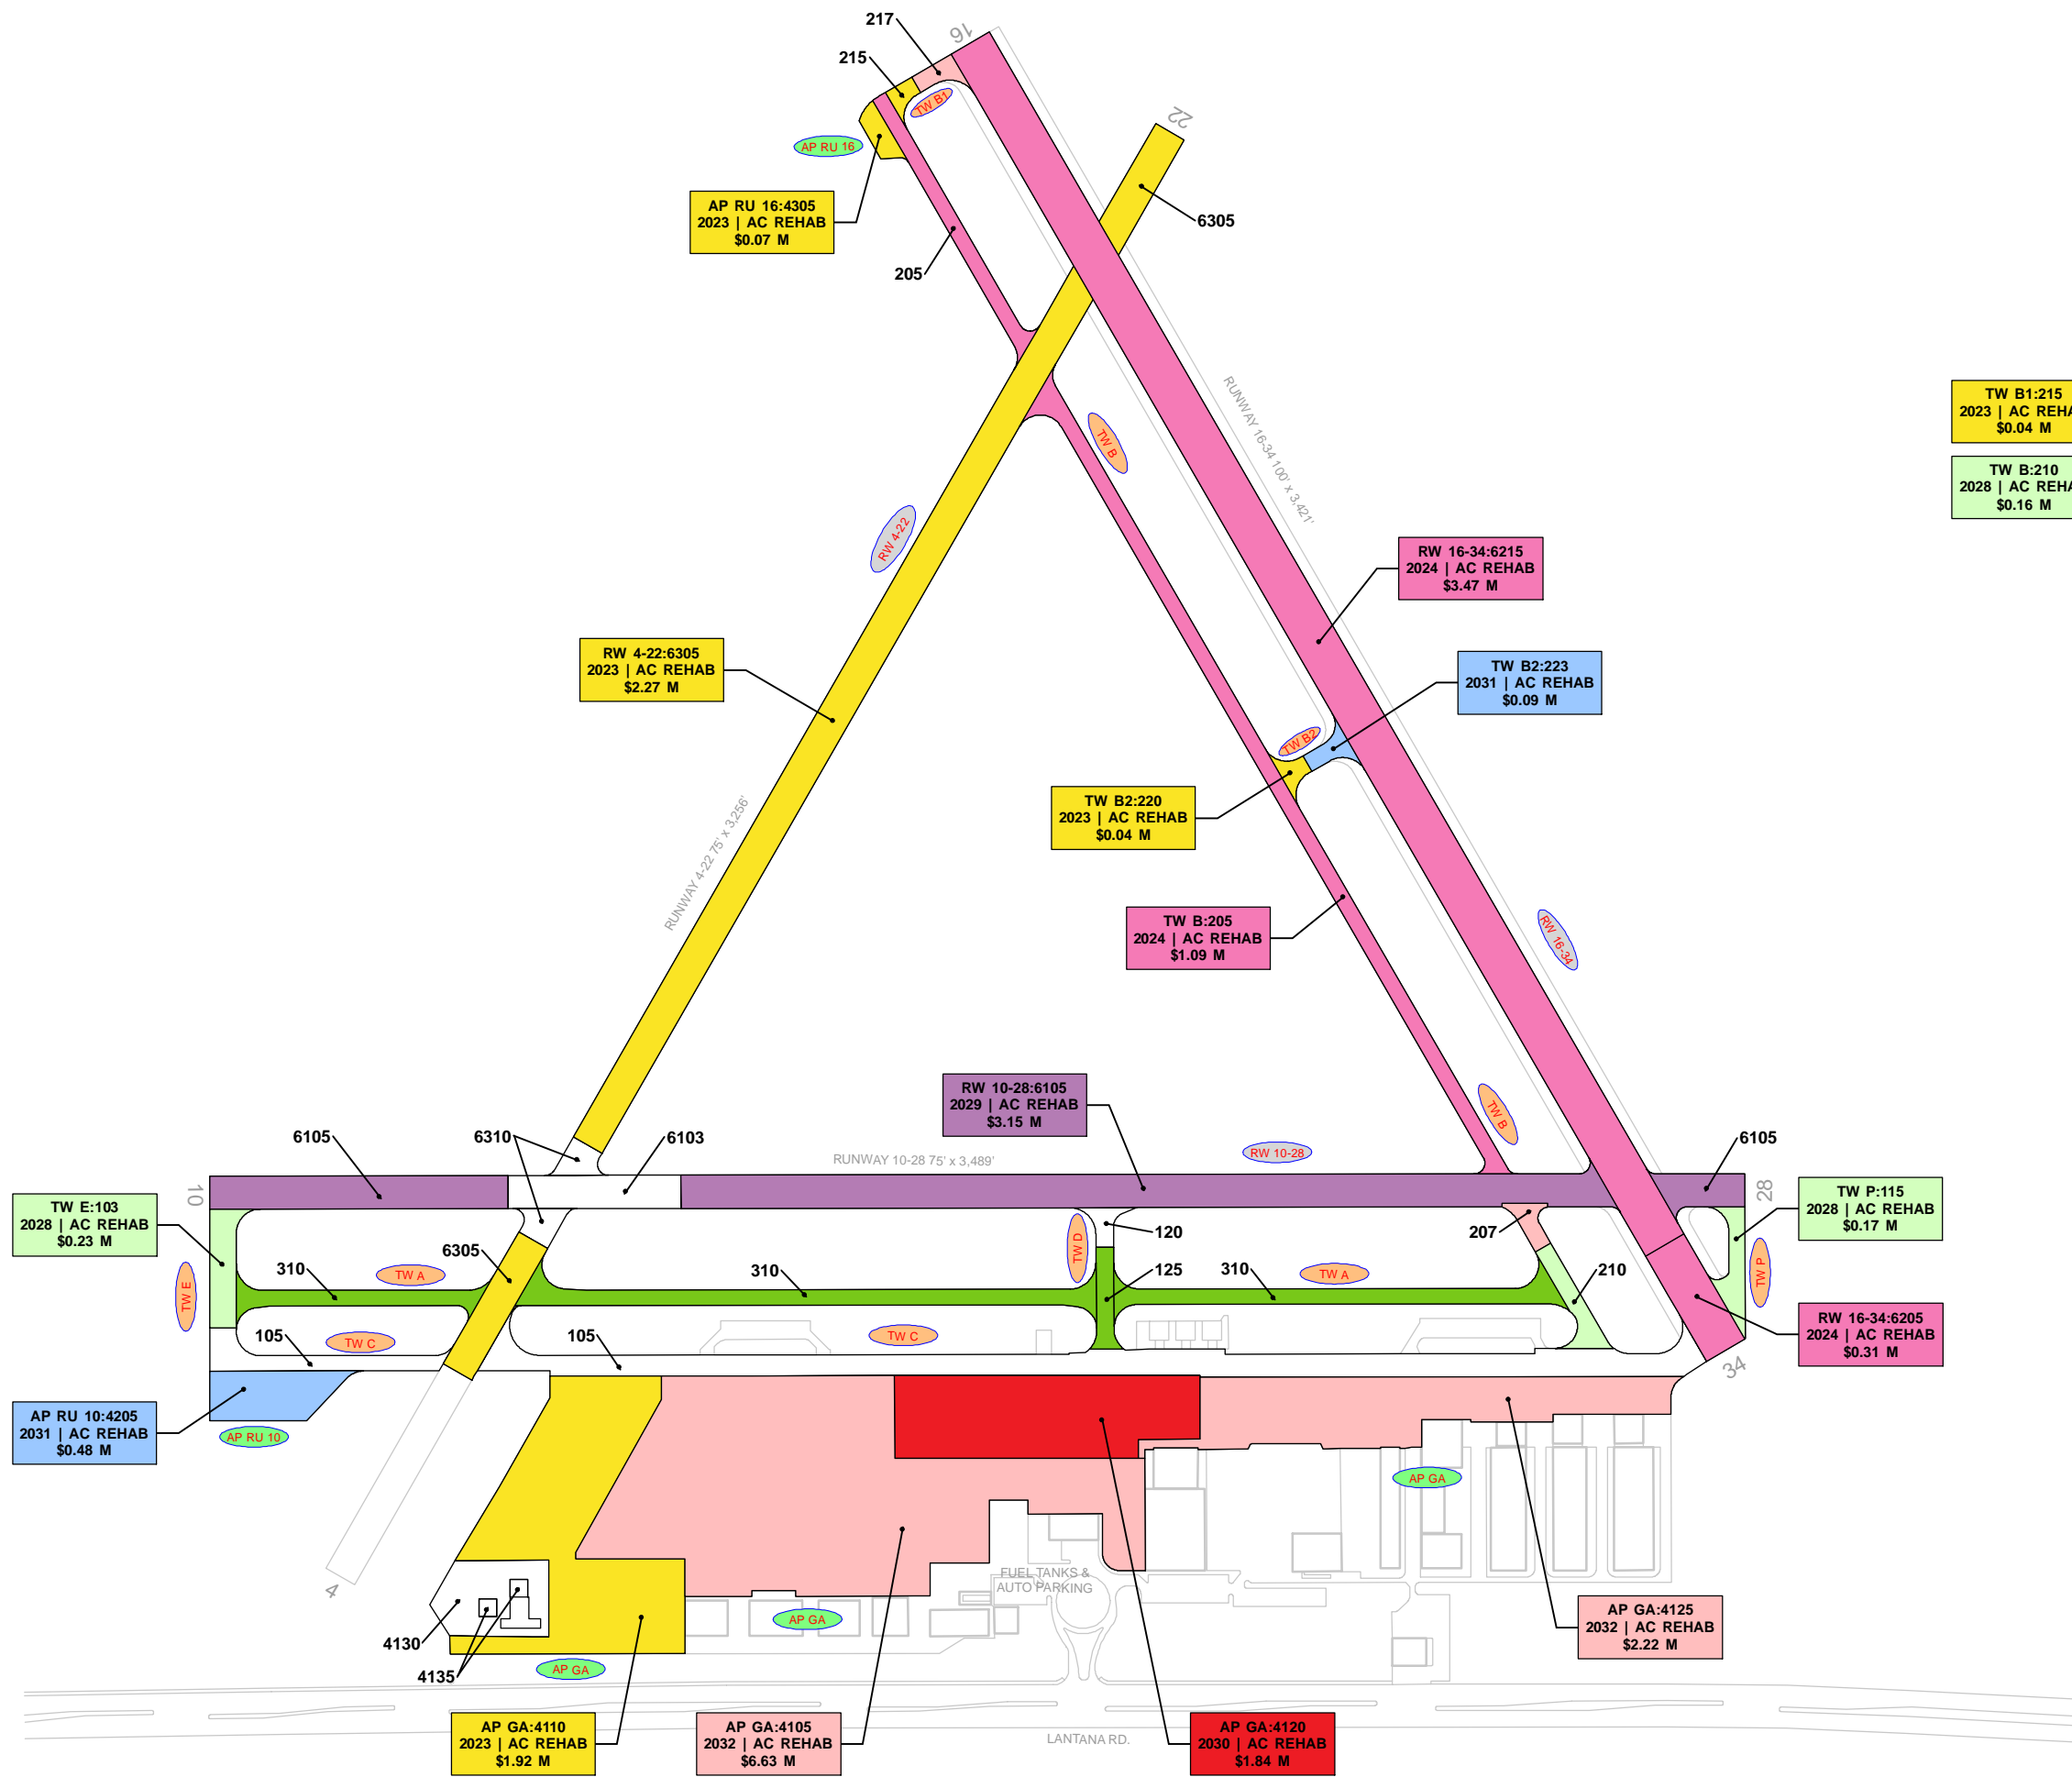 217
16
215
TW B1
22
AP RU 16
AP RU 16:4305
2023 | AC REHAB
$0.07 M
6305
205
RUNWAY 16-34 100' x 3,421'
TW B
TW B1:215
2023 | AC REHA
$0.04 M
TW B:210
2028 | AC REHA
$0.16 M
RW 4-22
RW 16-34:6215
2024 | AC REHAB
$3.47 M
RW 4-22:6305
2023 | AC REHAB
$2.27 M
TW B2:223
2031 | AC REHAB
$0.09 M
TW B2
TW B2:220
2023 | AC REHAB
$0.04 M
RUNWAY 4-22 75' x 3,256'
TW B:205
2024 | AC REHAB
$1.09 M
RW 16-34
RW 10-28:6105
2029 | AC REHAB
$3.15 M
TW B
6105
6310
6103
RUNWAY 10-28 75' x 3,489'
RW 10-28
6105
10
28
TW E:103
2028 | AC REHAB
$0.23 M
TW P:115
2028 | AC REHAB
$0.17 M
6305
TW D
120
207
310
TW A
310
125
310
TW A
210
TW E
TW P
105
TW C
105
TW C
RW 16-34:6205
2024 | AC REHAB
$0.31 M
34
AP RU 10:4205
2031 | AC REHAB
$0.48 M
AP RU 10
AP GA
4
FUEL TANKS &
AUTO PARKING
AP GA
4130
4135
AP GA
AP GA:4125
2032 | AC REHAB
$2.22 M
AP GA:4110
2023 | AC REHAB
$1.92 M
AP GA:4105
2032 | AC REHAB
$6.63 M
LANTANA RD.
AP GA:4120
2030 | AC REHAB
$1.84 M